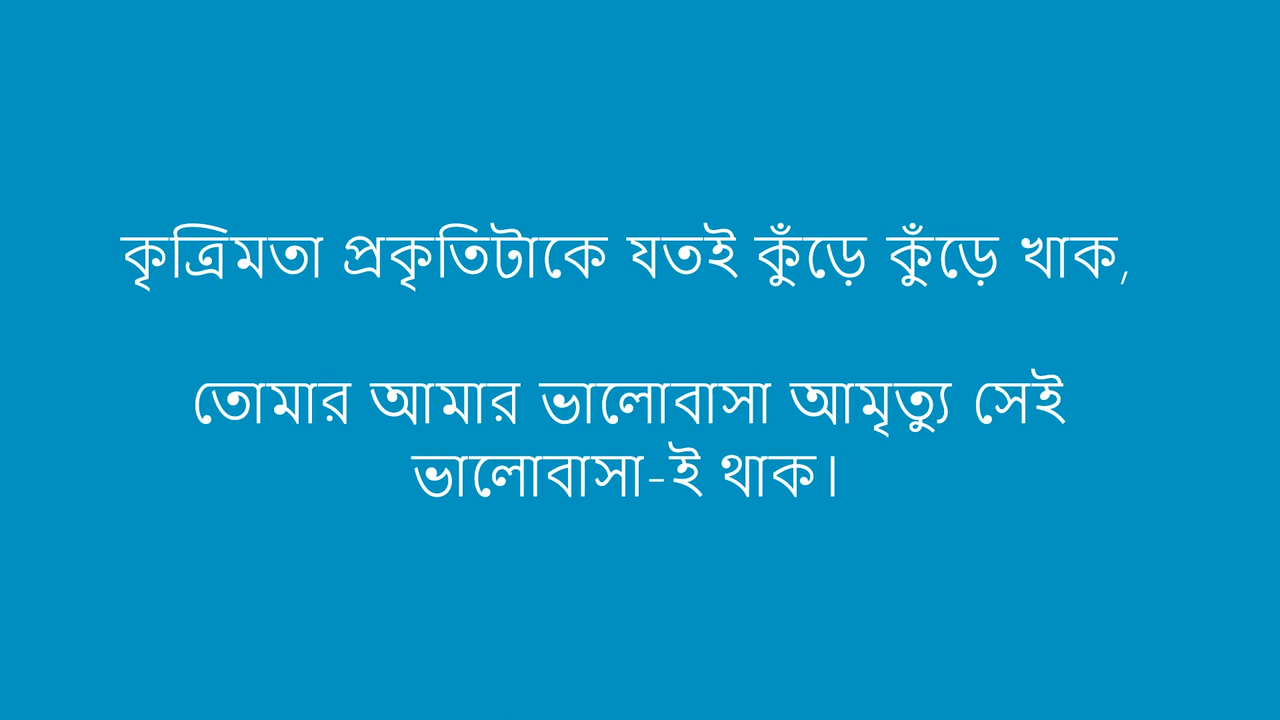 কৃত্রিমতা প্রকৃতিটাকে যতই কুঁড়ে কুঁড়ে খাক,
তোমার আমার ভালোবাসা আমৃত্যু সেই
ভালোবাসা-ই থাক।